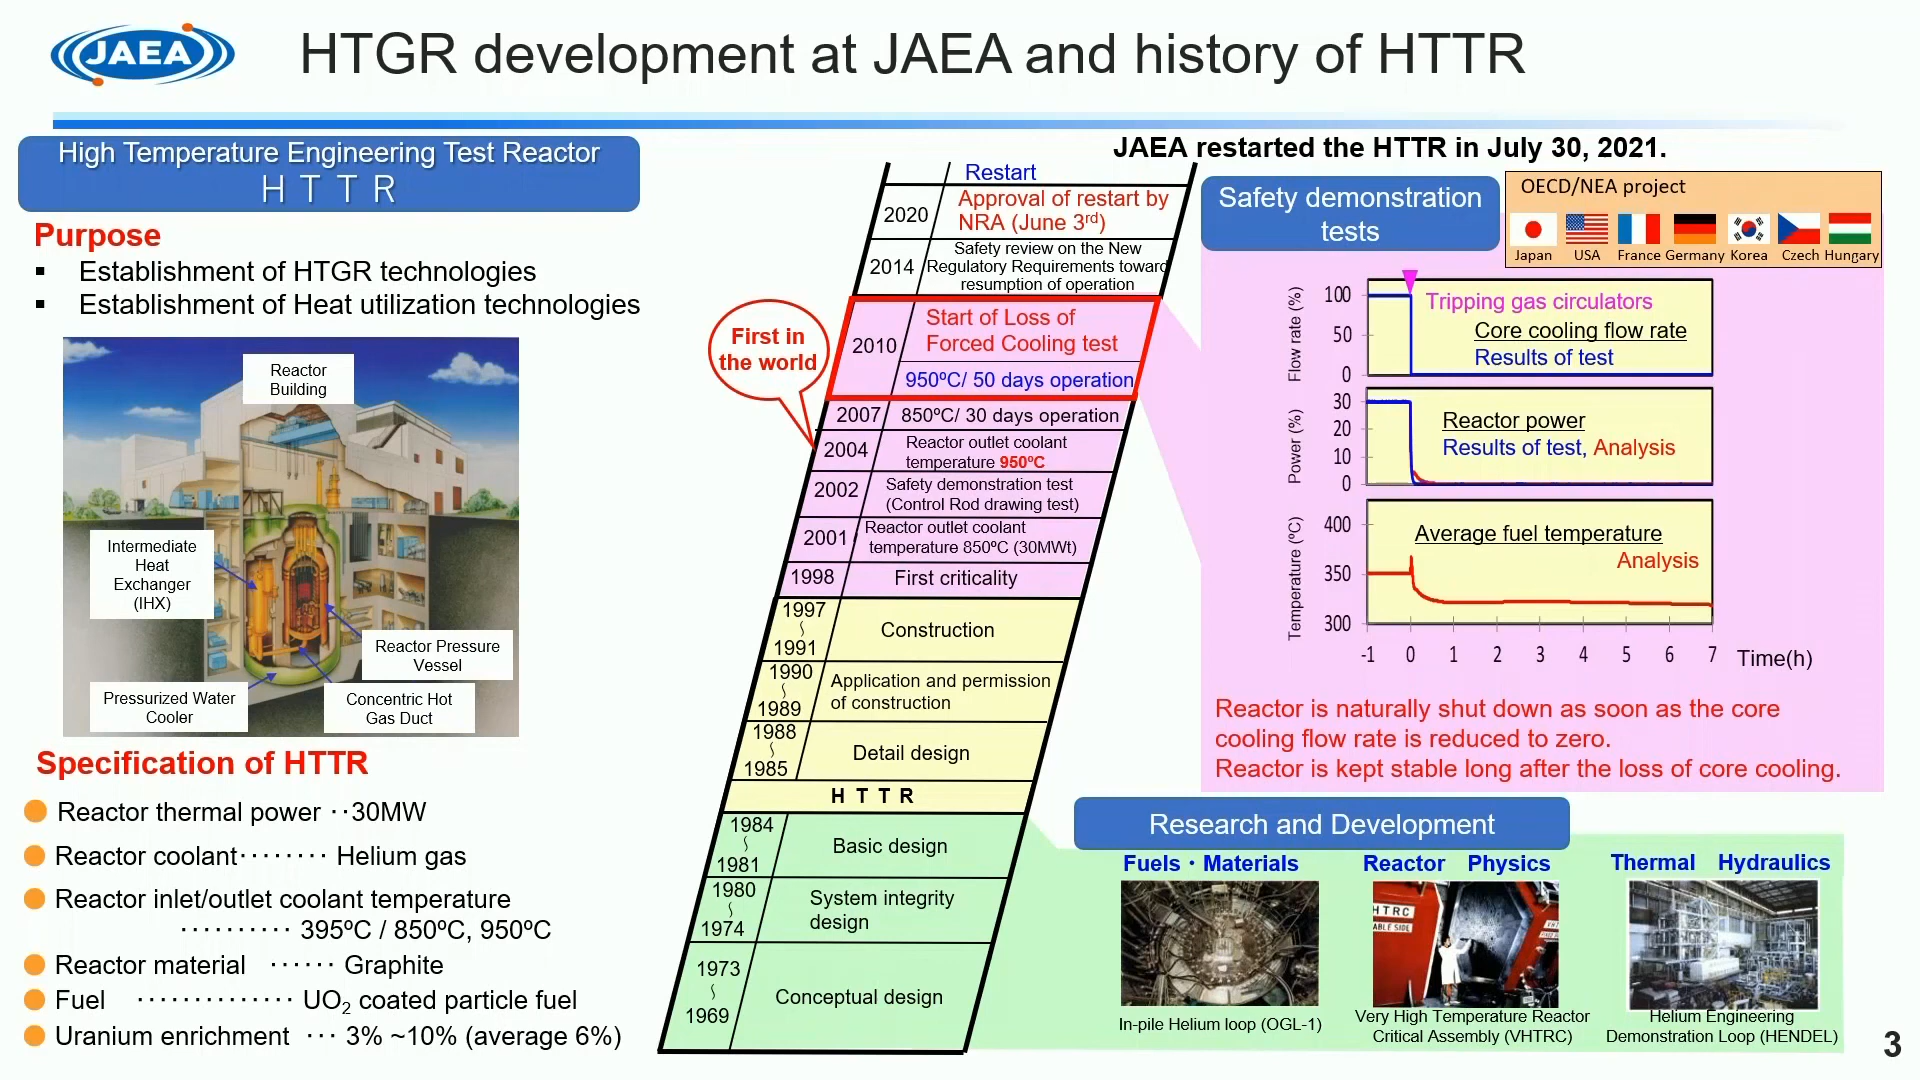 JAEA
HTGR development at JAEA and history of HTTR
High Temperature Engineering Test Reactor
HTTR
Purpose
▪ Establishment of HTGR technologies
▪ Establishment of Heat utilization technologies
Reactor
Building
Intermediate
Heat
Exchanger
(IHX)
Reactor Pressure
Vessel
Pressurized Water
Cooler
Concentric Hot
Gas Duct
Specification of HTTR
Reactor thermal power ··30MW
Reactor coolant········ Helium gas
Reactor inlet/outlet coolant temperature
·········· 395ºC / 850ºC, 950ºC
Reactor material ······ Graphite
Fuel ·············· UO2 coated particle fuel
Uranium enrichment ··· 3% ~10% (average 6%)
Restart
2020 Approval of restart by
NRA (June 3rd)
2014 Safety review on the New
Regulatory Requirements toward
resumption of operation
First in
the world
2010 Start of Loss of
Forced Cooling test
950ºC/ 50 days operation
2007 850ºC/ 30 days operation
2004 Reactor outlet coolant
temperature 950ºC
2002 Safety demonstration test
(Control Rod drawing test)
2001 Reactor outlet coolant
temperature 850ºC (30MWt)
1998 First criticality
1997
~
1991
Construction
1990
~
1989
Application and permission
of construction
1988
~
1985
Detail design
HTTR
1984
~
1981
Basic design
1980
~
1974
System integrity
design
1973
~
1969
Conceptual design
JAEA restarted the HTTR in July 30, 2021.
Safety demonstration
tests
OECD/NEA project
Japan USA France Germany Korea Czech Hungary
Flow rate (%)
100
50
0
Tripping gas circulators
Core cooling flow rate
Results of test
Power (%)
30
20
10
0
Reactor power
Results of test, Analysis
Temperature (ºC)
400
350
300
Average fuel temperature
Analysis
-1 0 1 2 3 4 5 6 7 Time(h)
Reactor is naturally shut down as soon as the core
cooling flow rate is reduced to zero.
Reactor is kept stable long after the loss of core cooling.
Research and Development
Fuels・Materials
Reactor Physics
Thermal Hydraulics
HTRC
ABLE SIDE
VHTR
In-pile Helium loop (OGL-1)
Very High Temperature Reactor
Critical Assembly (VHTRC)
Helium Engineering
Demonstration Loop (HENDEL)
3